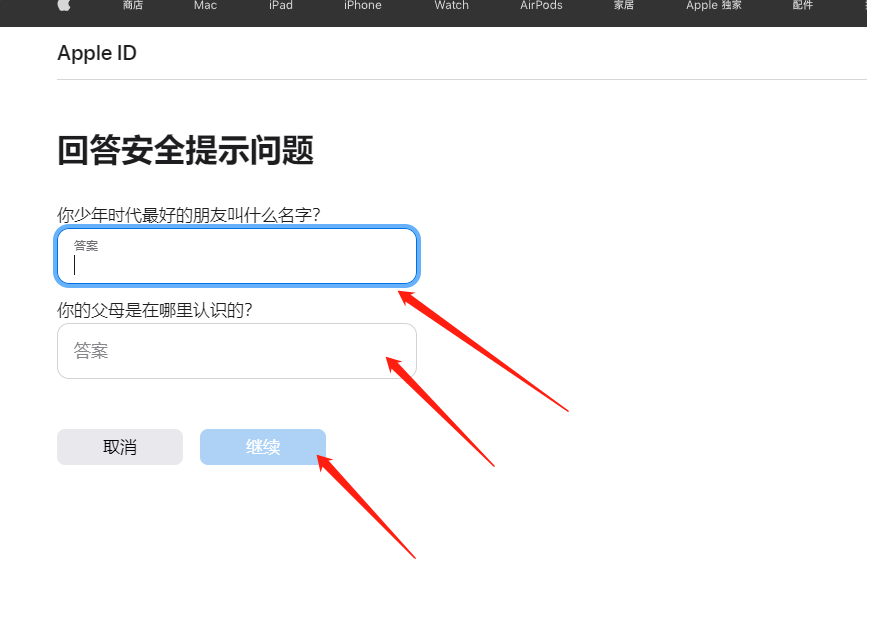 商店 Mac iPad iPhone Watch AirPods 家居 Apple 独家 配件
Apple ID
回答安全提示问题
你少年时代最好的朋友叫什么名字?
答案
你的父母是在哪里认识的?
答案
取消 继续